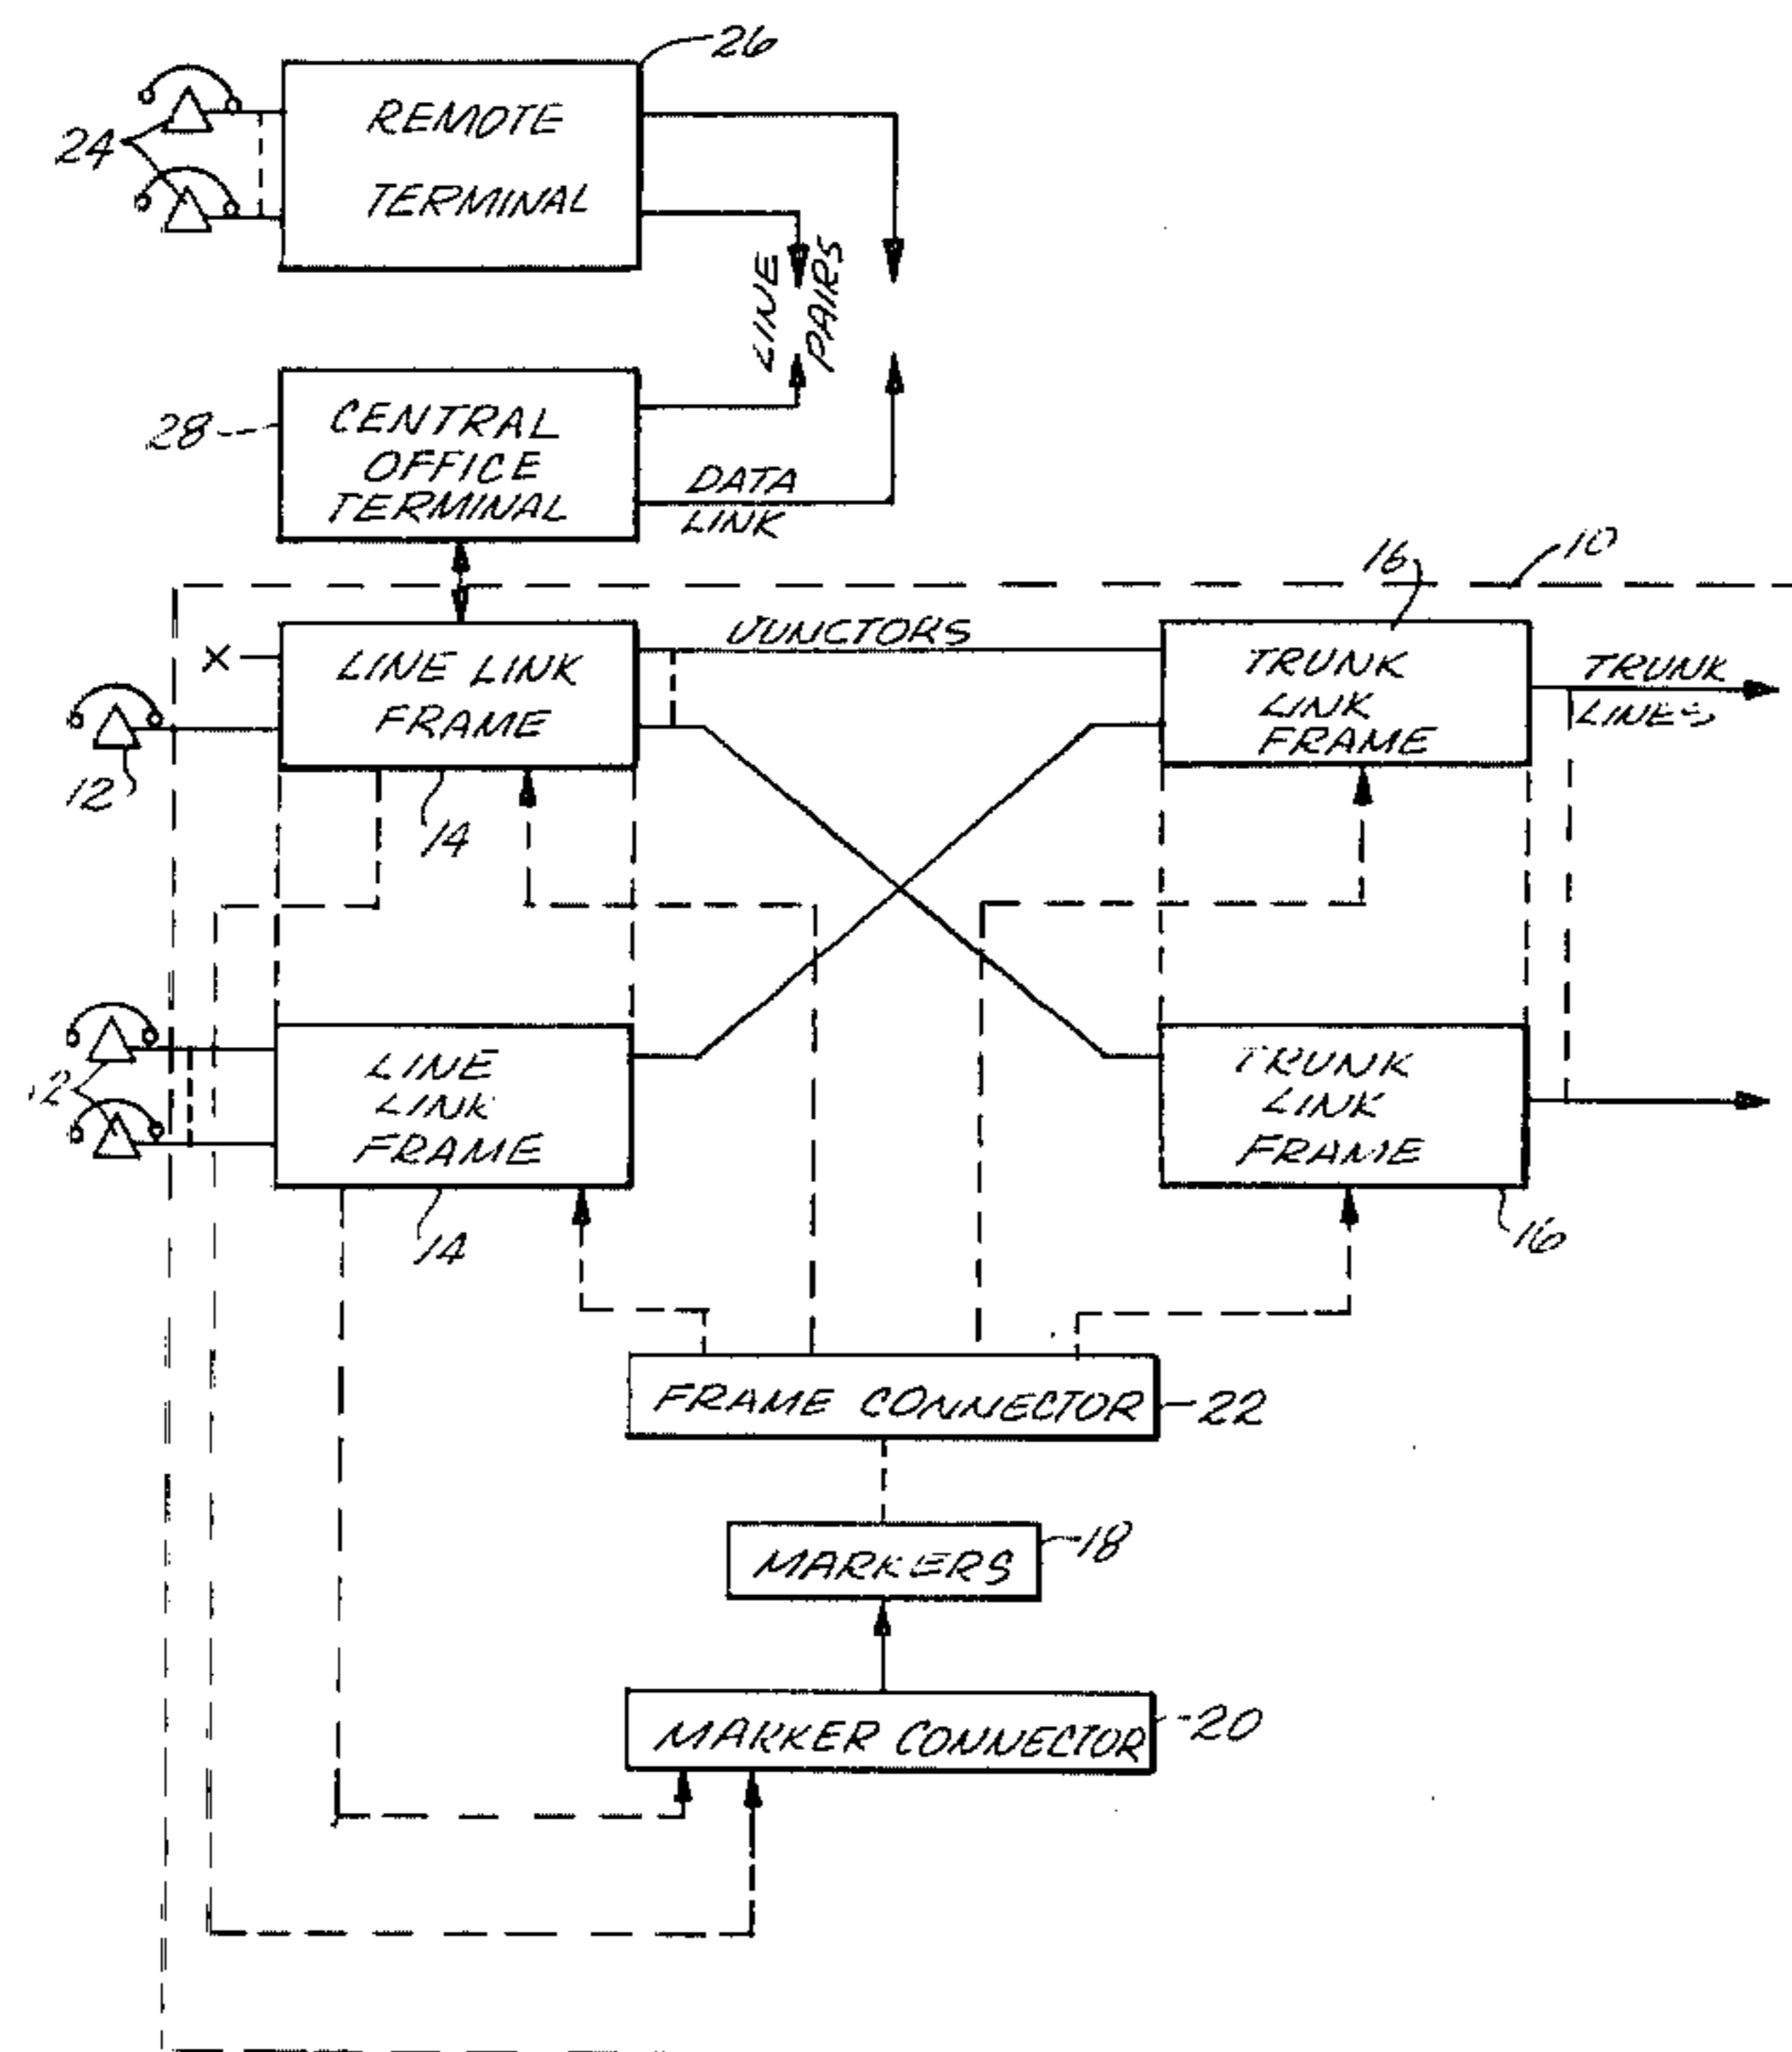 26
REMOTE
TERMINAL
24
LINE
PAIRS
28
CENTRAL
OFFICE
TERMINAL
DATA
LINK
10
16
X
JUNCTORS
LINE LINK
FRAME
TRUNK
LINK
FRAME
TRUNK
LINES
12
14
LINE
LINK
FRAME
TRUNK
LINK
FRAME
12
14
16
FRAME CONNECTOR
22
MARKERS
18
MARKER CONNECTOR
20